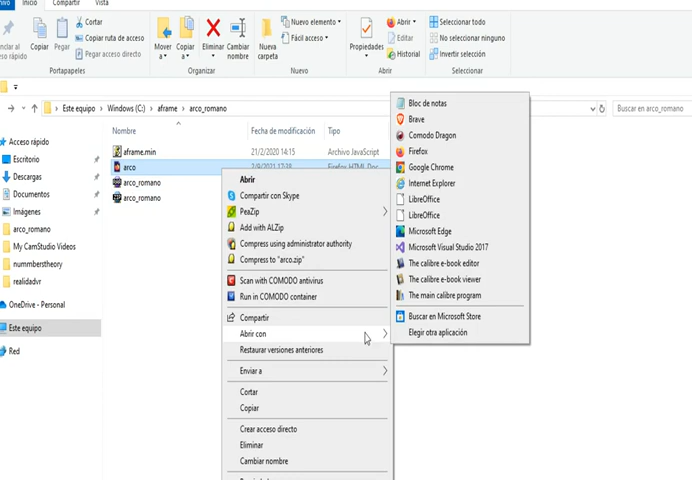 Inicio Compartir Vista
Copiar Pegar
Cortar
Copiar ruta de acceso
Pegar acceso directo
Mover a Copiar a Eliminar Cambiar nombre
Nueva carpeta
Nuevo elemento
Fácil acceso
Propiedades
Abrir
Editar
Historial
Seleccionar todo
No seleccionar ninguno
Invertir selección
Portapapeles Organizar Nuevo Abrir Seleccionar
Este equipo > Windows (C:) > aframe > arco_romano
Buscar en arco_romano
Nombre Fecha de modificación Tipo
aframe.min 21/2/2020 14:15 Archivo JavaScript
arco 2/9/2021 17:38 Firefox HTML Doc
arco_romano
arco_romano
Acceso rápido
Escritorio
Descargas
Documentos
Imágenes
arco_romano
My CamStudio Videos
nummberstheory
realidadvr
OneDrive - Personal
Este equipo
Red
Abrir
Compartir con Skype
PeaZip
Add with ALZip
Compress using administrator authority
Compress to "arco.zip"
Scan with COMODO antivirus
Run in COMODO container
Compartir
Abrir con
Restaurar versiones anteriores
Enviar a
Cortar
Copiar
Crear acceso directo
Eliminar
Cambiar nombre
Bloc de notas
Brave
Comodo Dragon
Firefox
Google Chrome
Internet Explorer
LibreOffice
LibreOffice
Microsoft Edge
Microsoft Visual Studio 2017
The calibre e-book editor
The calibre e-book viewer
The main calibre program
Buscar en Microsoft Store
Elegir otra aplicación